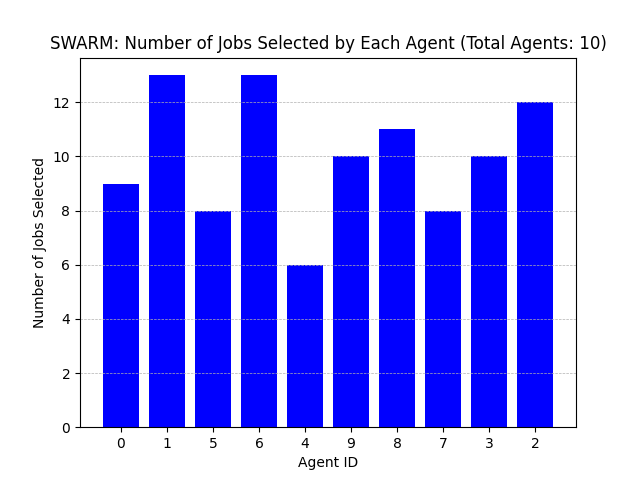 SWARM: Number of Jobs Selected by Each Agent (Total Agents: 10)
Number of Jobs Selected
12
10
8
6
4
2
0
0 1 5 6 4 9 8 7 3 2
Agent ID